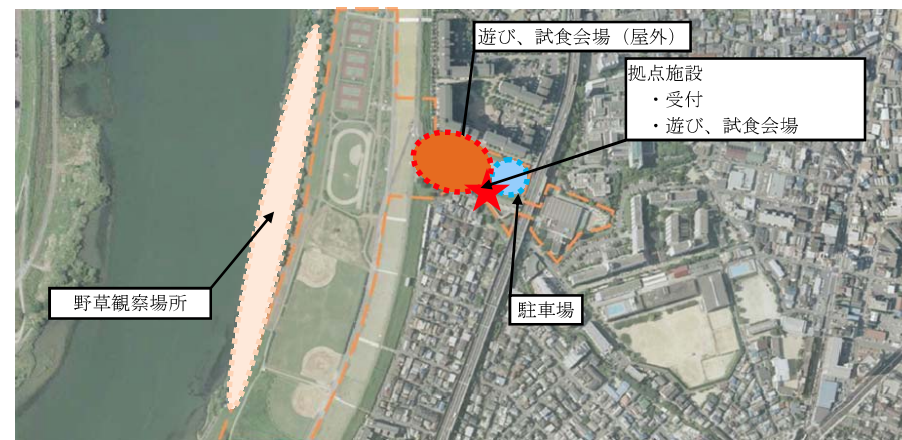 遊び、試食会場（屋外）
拠点施設
・受付
・遊び、試食会場
野草観察場所
駐車場